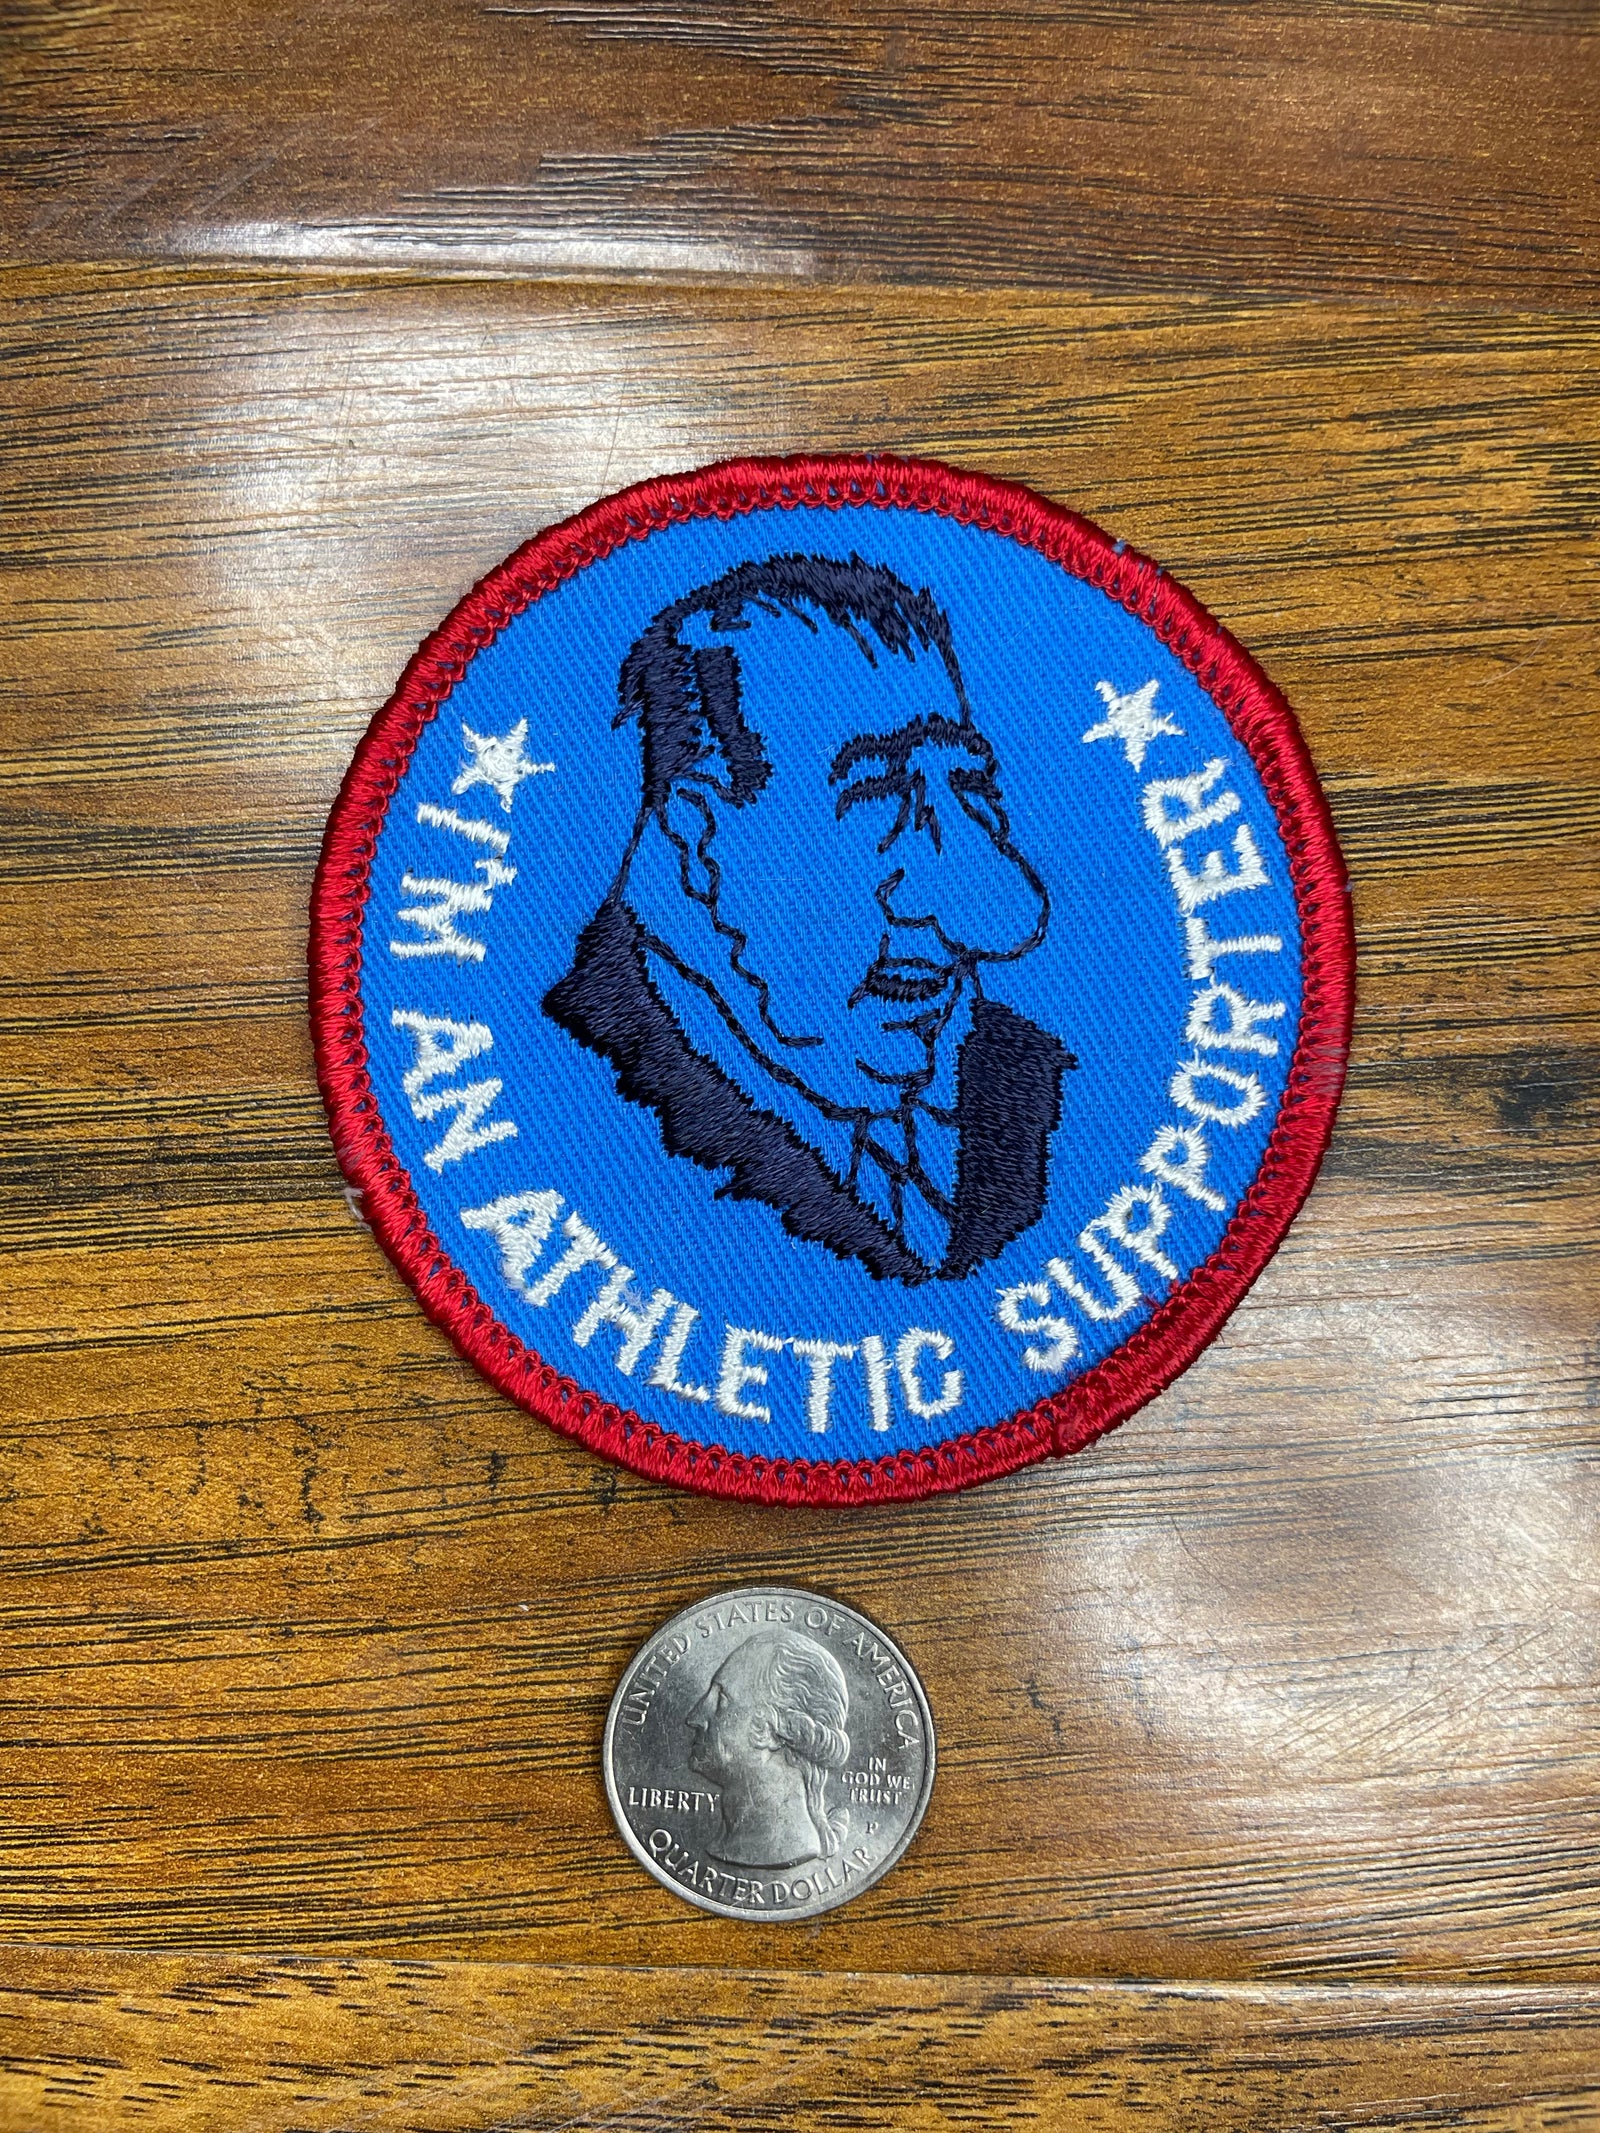 I'M AN ATHLETIC SUPPORTER
UNITED STATES OF AMERICA
LIBERTY
IN
GOD WE
TRUST
P
QUARTER DOLLAR